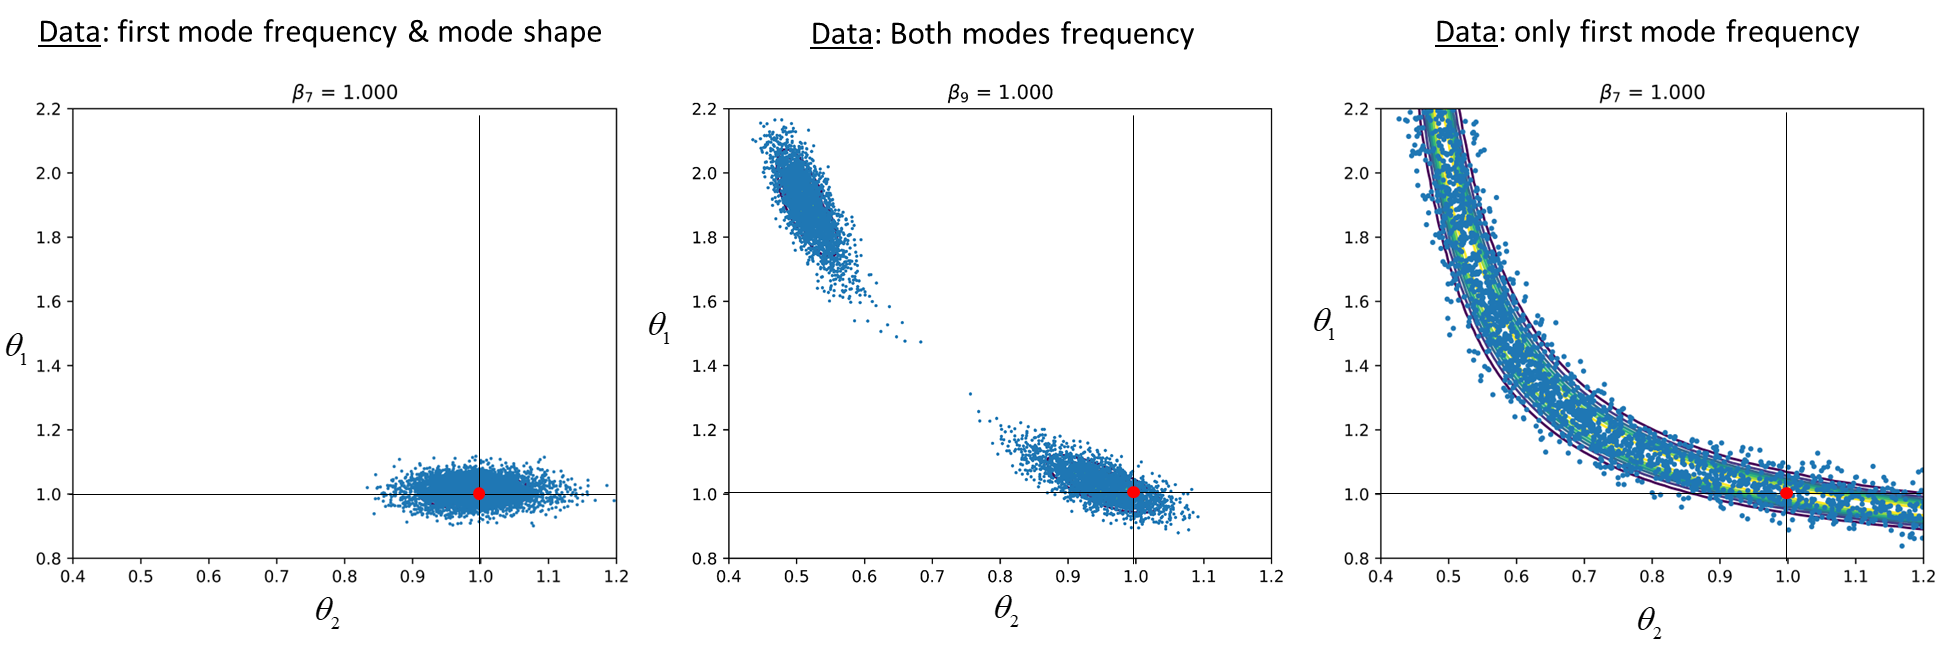 Data: first mode frequency & mode shape
β₇ = 1.000
2.2
2.0
1.8
1.6
1.4
1.2
1.0
0.8
θ₁
0.4 0.5 0.6 0.7 0.8 0.9 1.0 1.1 1.2
θ₂
Data: Both modes frequency
β₉ = 1.000
2.2
2.0
1.8
1.6
1.4
1.2
1.0
0.8
θ₁
0.4 0.5 0.6 0.7 0.8 0.9 1.0 1.1 1.2
θ₂
Data: only first mode frequency
β₇ = 1.000
2.2
2.0
1.8
1.6
1.4
1.2
1.0
0.8
θ₁
0.4 0.5 0.6 0.7 0.8 0.9 1.0 1.1 1.2
θ₂